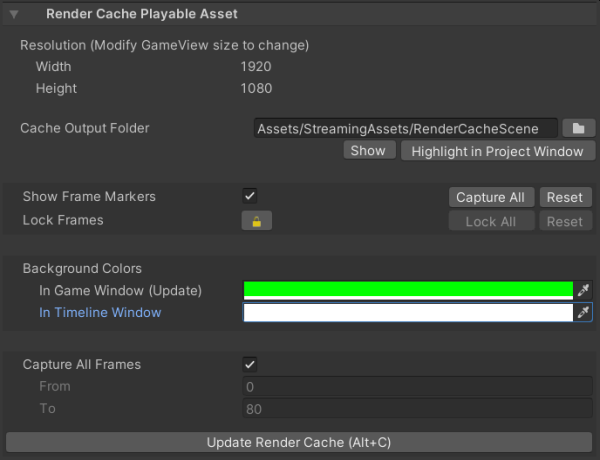 Render Cache Playable Asset
Resolution (Modify GameView size to change)
Width 1920
Height 1080
Cache Output Folder Assets/StreamingAssets/RenderCacheScene
Show Highlight in Project Window
Show Frame Markers Capture All Reset
Lock Frames Lock All Reset
Background Colors
In Game Window (Update)
In Timeline Window
Capture All Frames
From 0
To 80
Update Render Cache (Alt+C)